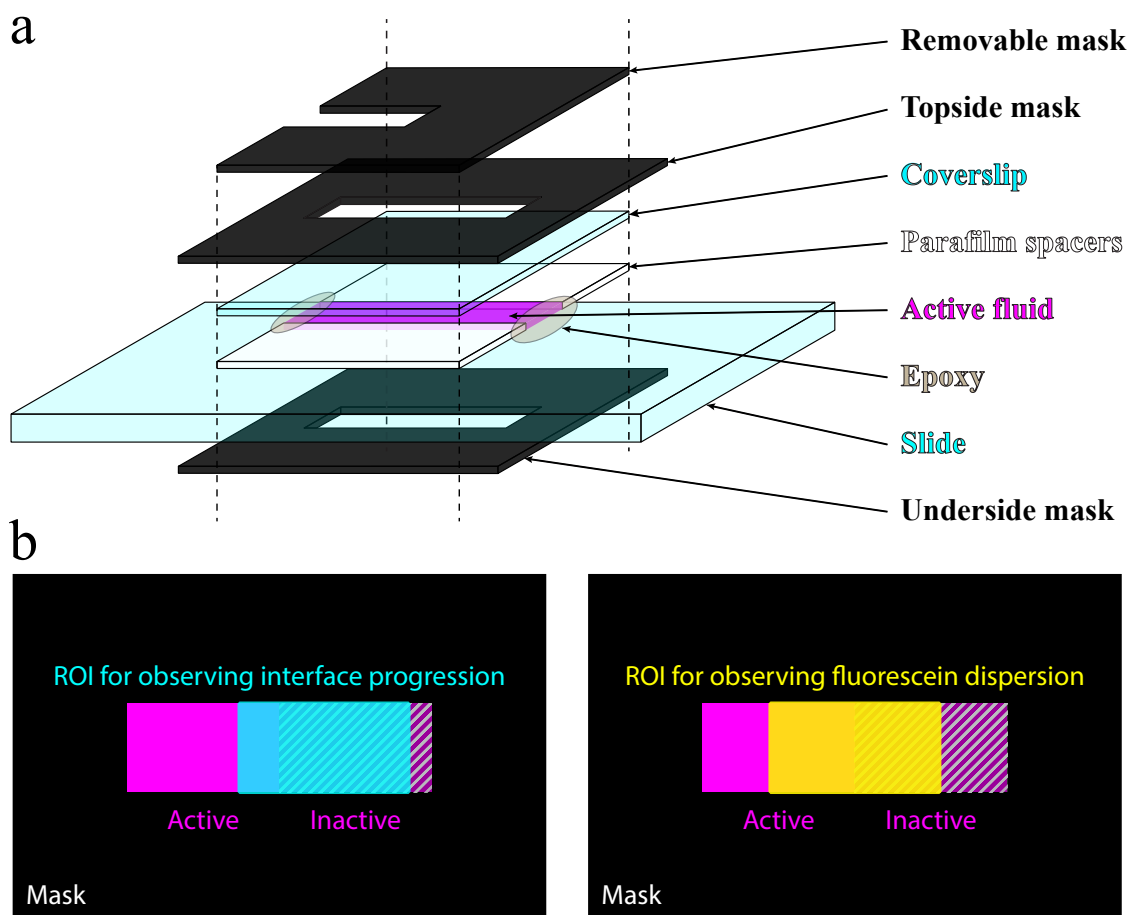 a
Removable mask
Topside mask
Coverslip
Parafilm spacers
Active fluid
Epoxy
Slide
Underside mask
b
ROI for observing interface progression
Active Inactive
Mask
ROI for observing fluorescein dispersion
Active Inactive
Mask